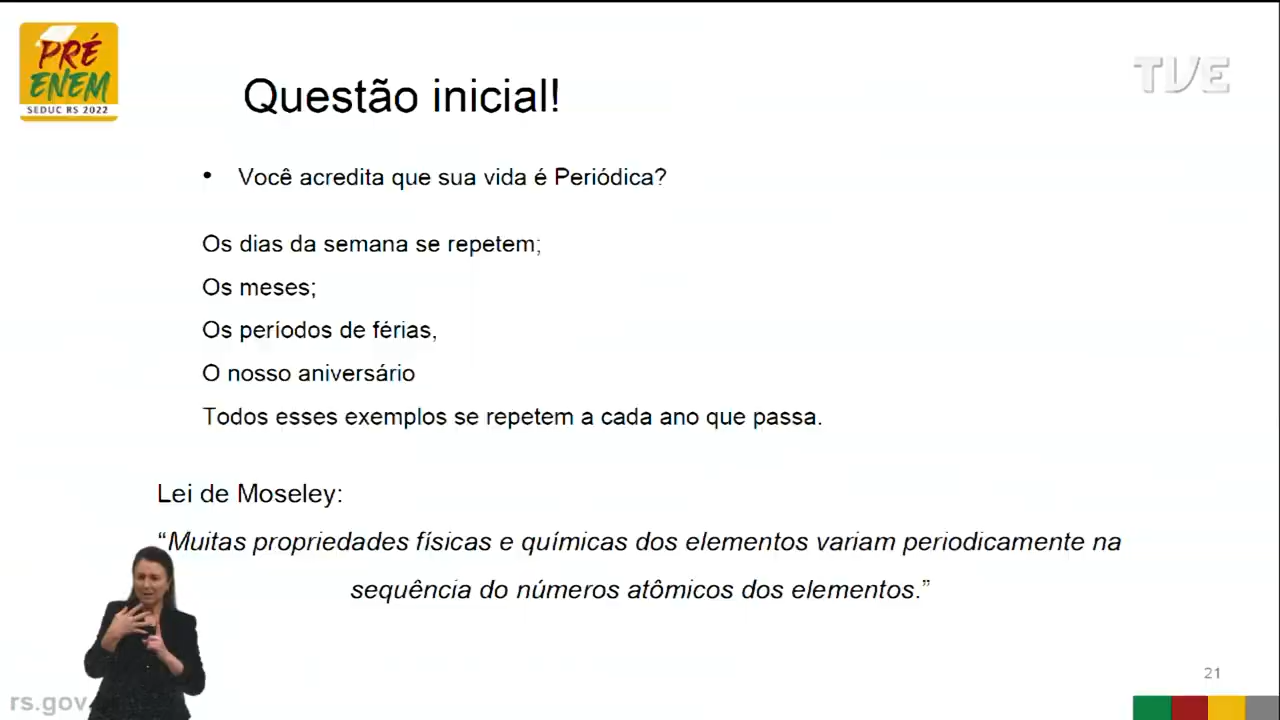 PRÉ
ENEM
SEDUC RS 2022
TVE
Questão inicial!
• Você acredita que sua vida é Periódica?
Os dias da semana se repetem;
Os meses;
Os períodos de férias,
O nosso aniversário
Todos esses exemplos se repetem a cada ano que passa.
Lei de Moseley:
“Muitas propriedades físicas e químicas dos elementos variam periodicamente na
sequência do números atômicos dos elementos.”
21
rs.gov.